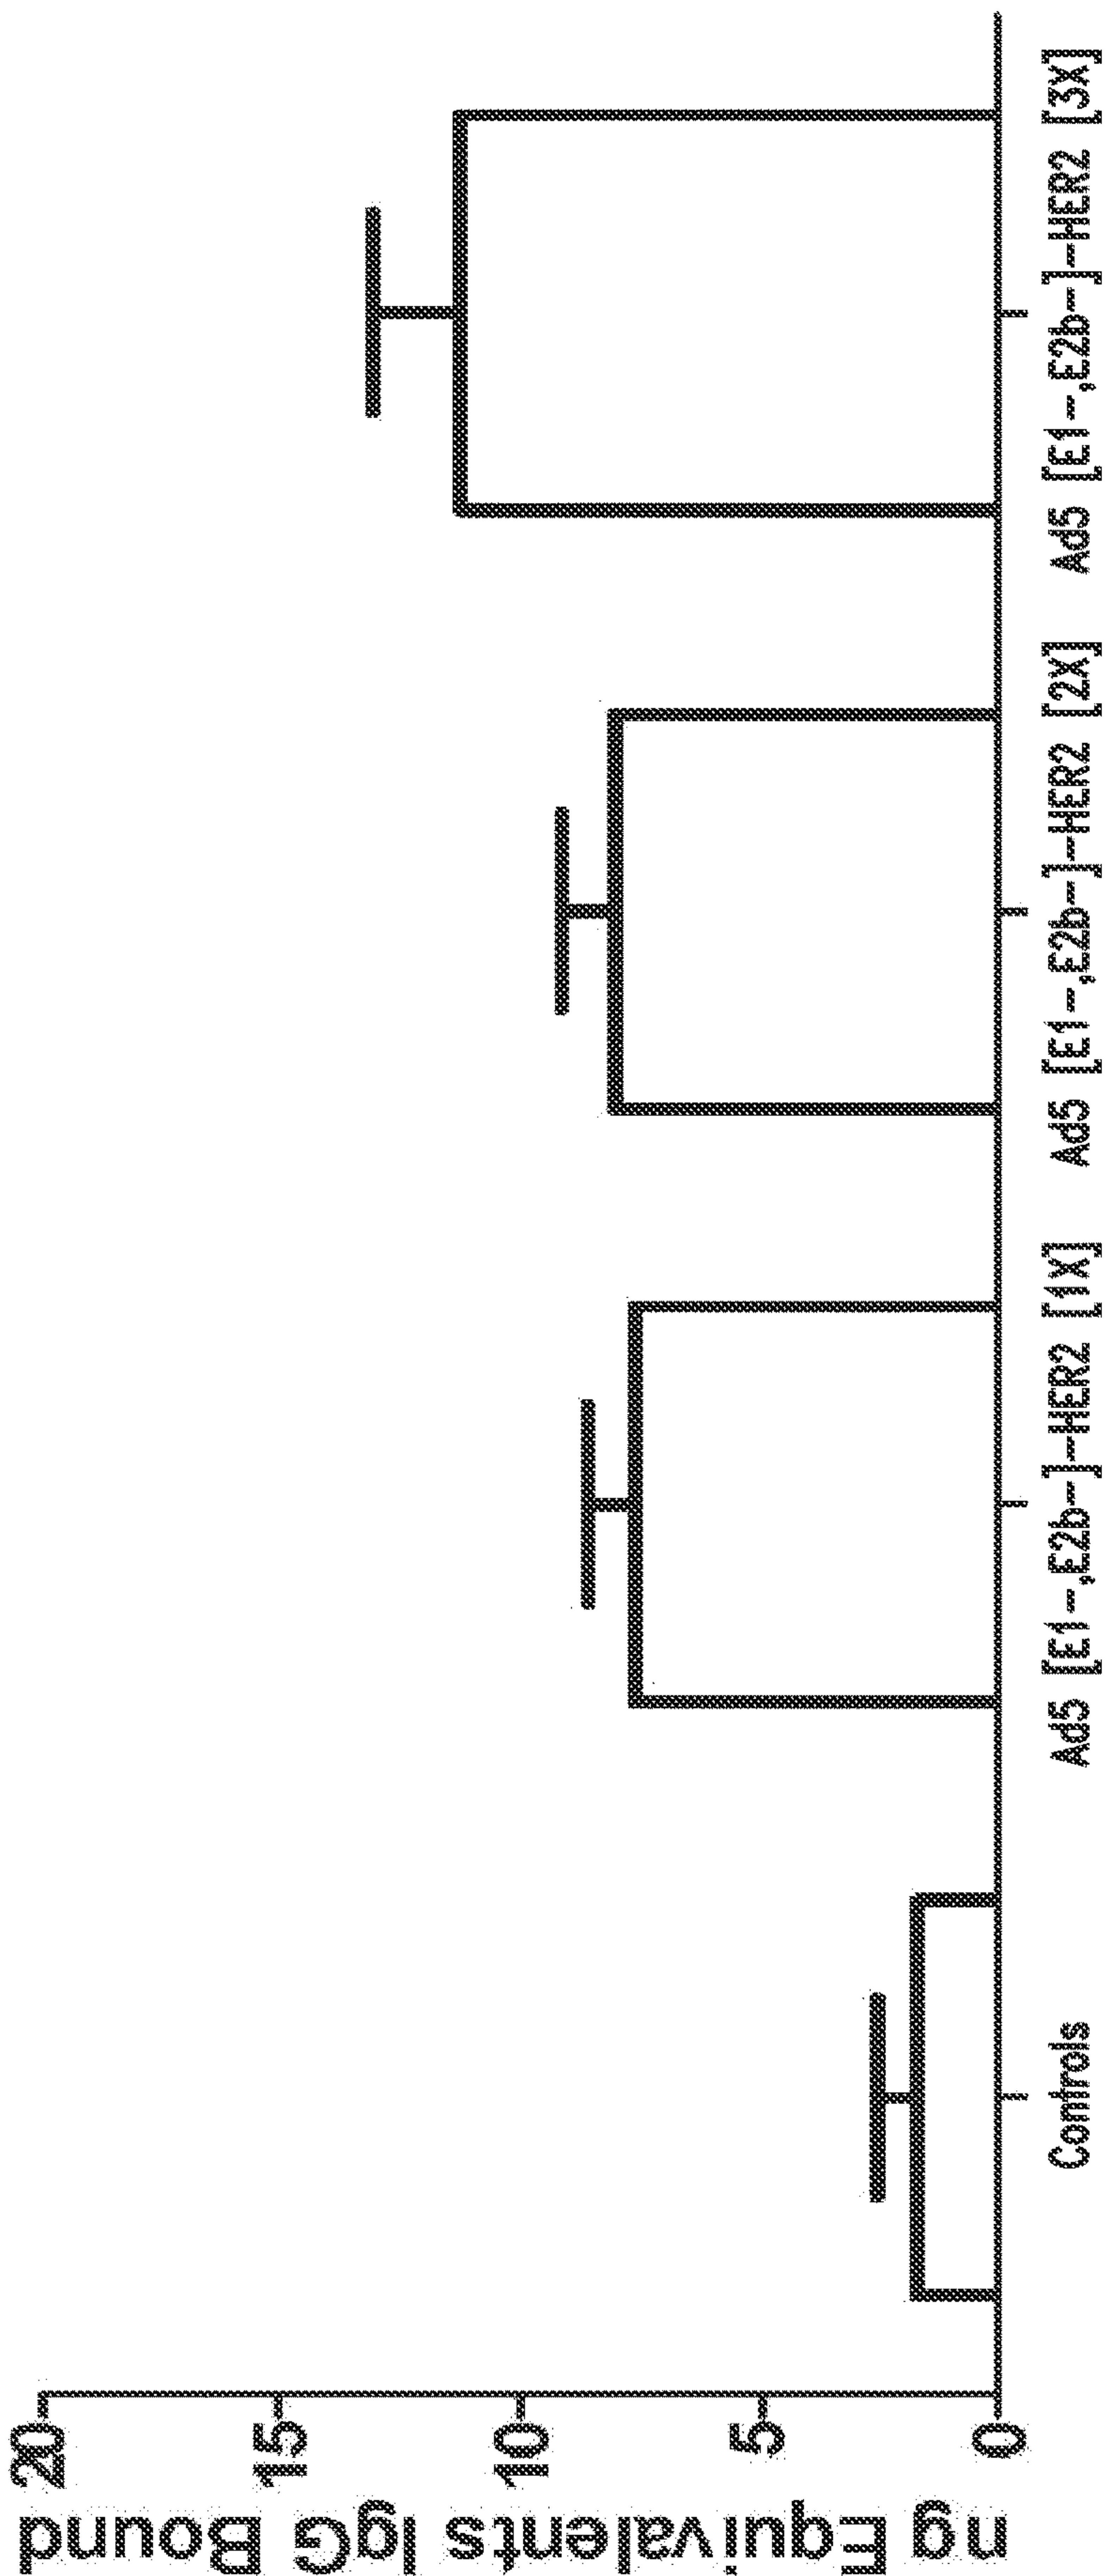 ng Equivalents IgG Bound
20
15
10
5
0
Controls
Ad5 [E1-,E2b-]-HER2 [1X]
Ad5 [E1-,E2b-]-HER2 [2X]
Ad5 [E1-,E2b-]-HER2 [3X]